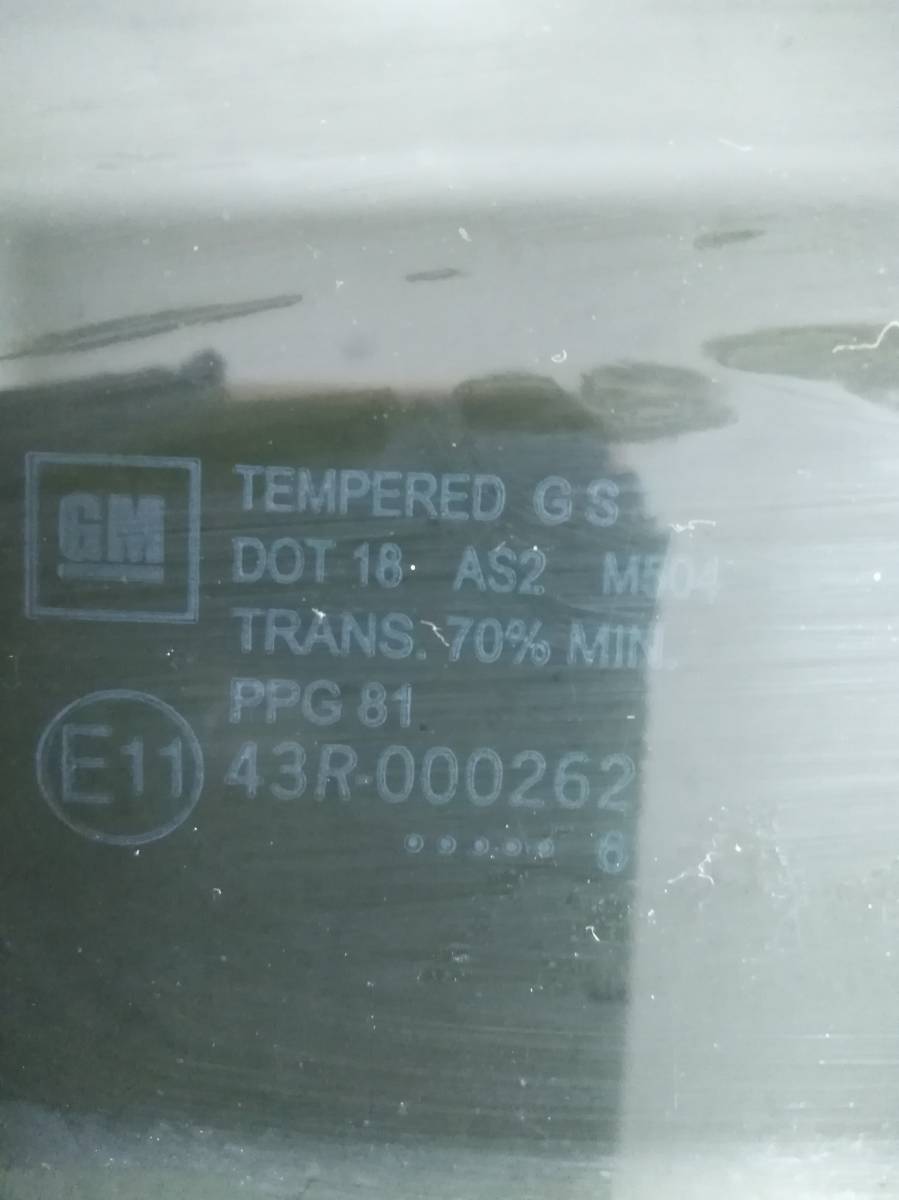 GM
TEMPERED G S
DOT 18 AS2 M504
TRANS. 70% MIN
PPG 81
E11 43R-000262
..... 6